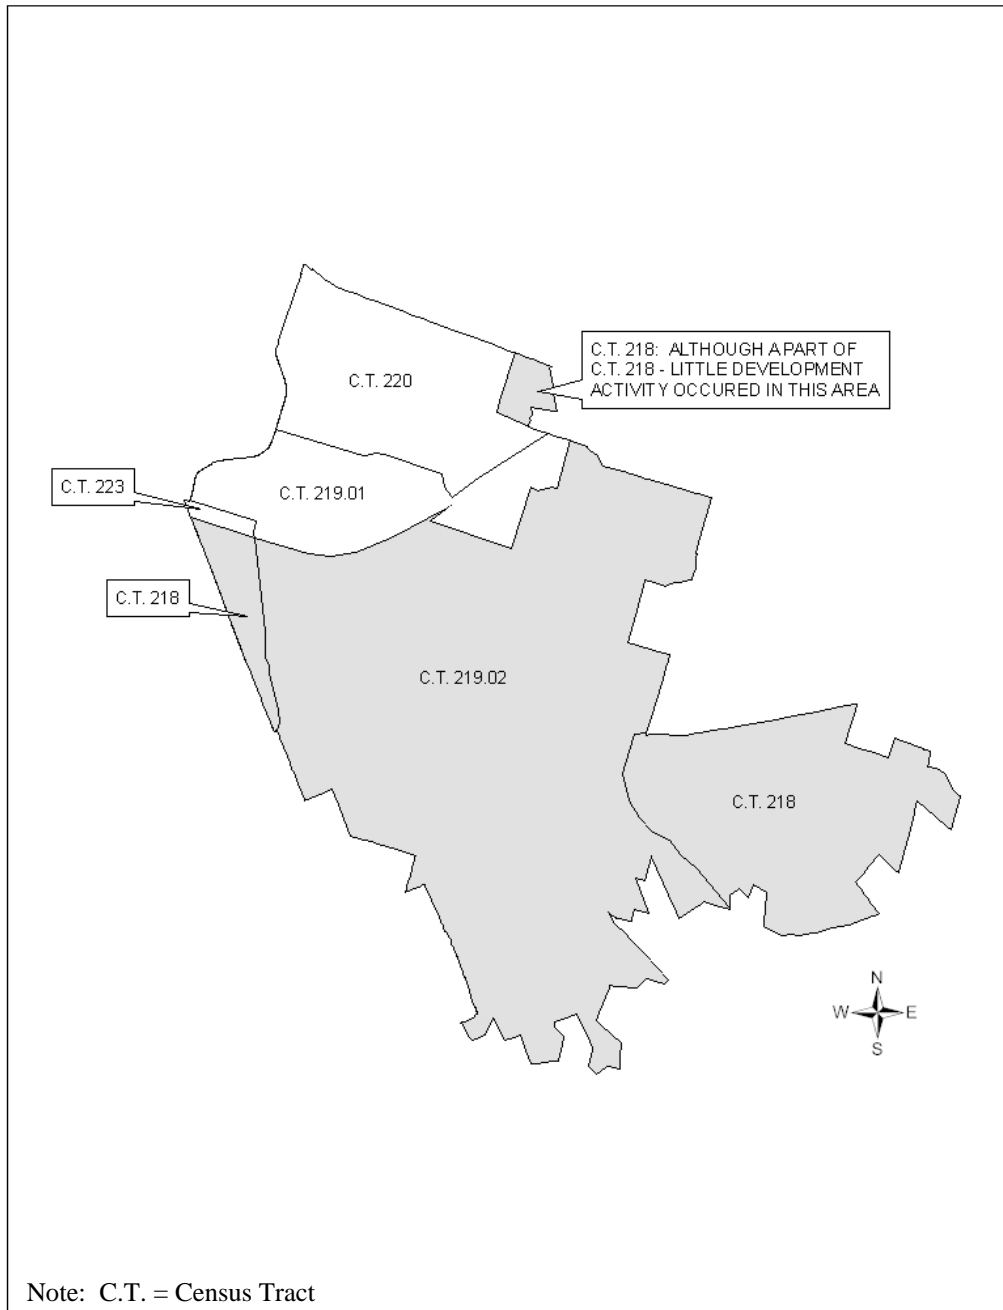 C.T. 218: ALTHOUGH A PART OF
C.T. 218 - LITTLE DEVELOPMENT
ACTIVITY OCCURED IN THIS AREA
C.T. 220
C.T. 223
C.T. 219.01
C.T. 218
C.T. 219.02
C.T. 218
N
W E
S
Note: C.T. = Census Tract